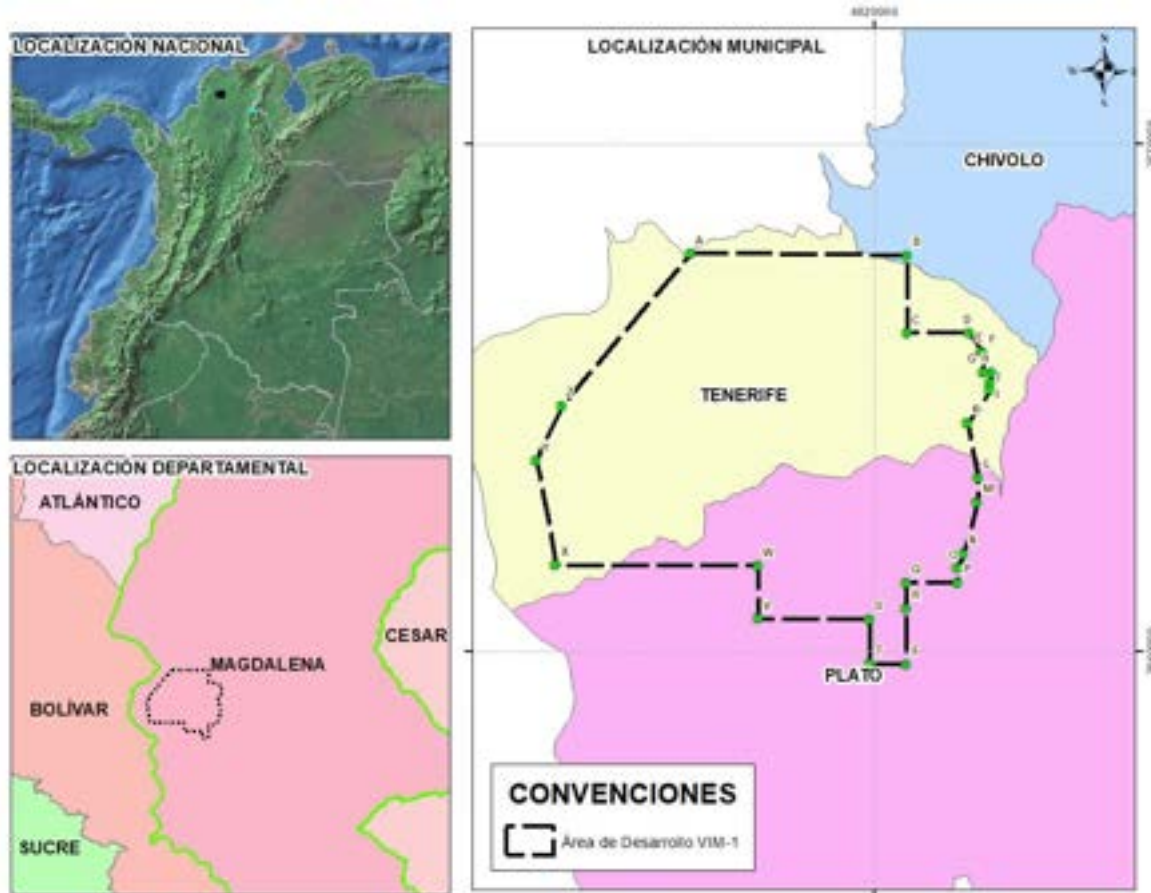 LOCALIZACIÓN NACIONAL
LOCALIZACIÓN DEPARTAMENTAL
ATLÁNTICO
CESAR
MAGDALENA
BOLÍVAR
SUCRE
LOCALIZACIÓN MUNICIPAL
N
CHIVOLO
A
B
C
D
F
TENERIFE
L
M
X
W
P
Q
PLATO
CONVENCIONES
Área de Desarrollo VIM-1